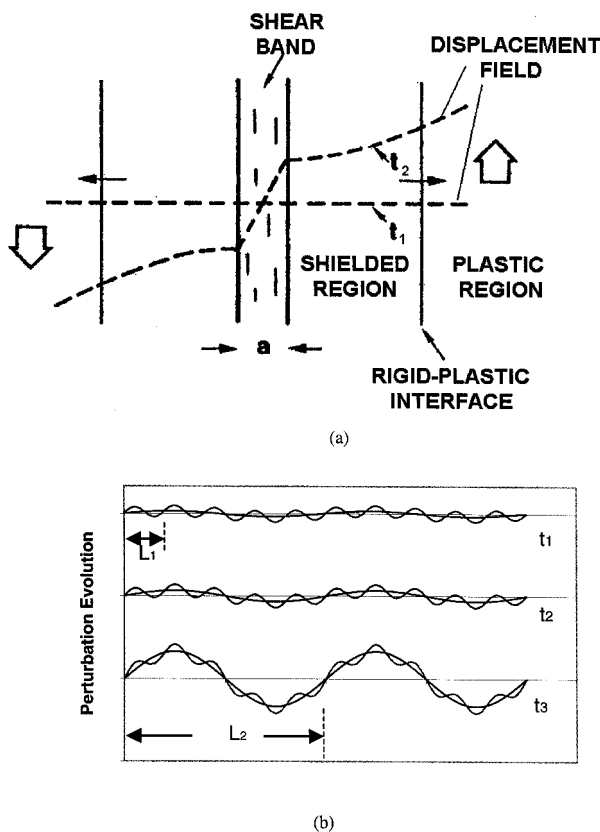 SHEAR
BAND
DISPLACEMENT
FIELD
t2
t1
SHIELDED
REGION
PLASTIC
REGION
a
RIGID-PLASTIC
INTERFACE
(a)
Perturbation Evolution
L1
t1
t2
t3
L2
(b)